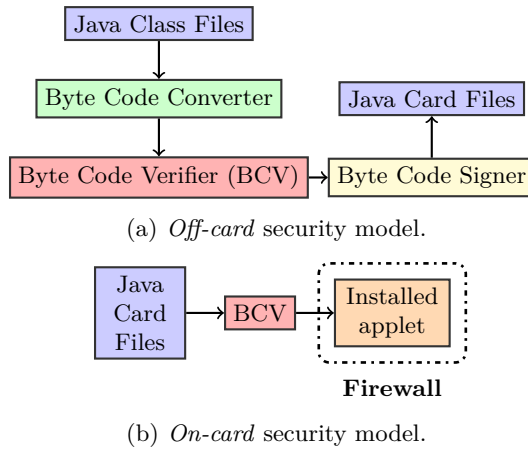 Java Class Files
Byte Code Converter
Java Card Files
Byte Code Verifier (BCV)
Byte Code Signer
(a) Off-card security model.
Java
Card
Files
BCV
Installed
applet
Firewall
(b) On-card security model.